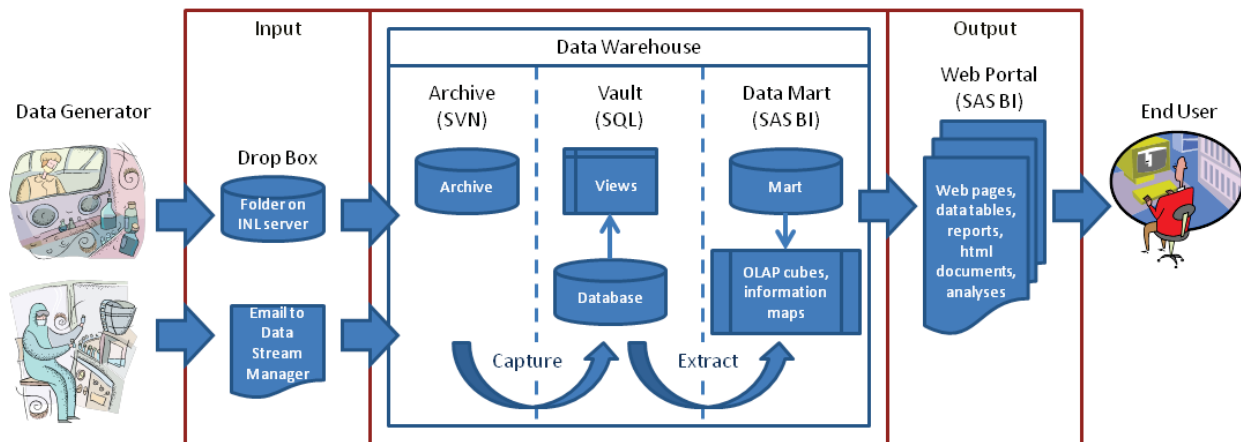 Input
Data Warehouse
Output
Data Generator
Drop Box
Folder on
INL server
Email to
Data
Stream
Manager
Archive
(SVN)
Archive
Vault
(SQL)
Views
Database
Data Mart
(SAS BI)
Mart
OLAP cubes,
information
maps
Capture
Extract
Web Portal
(SAS BI)
Web pages,
data tables,
reports,
html
documents,
analyses
End User